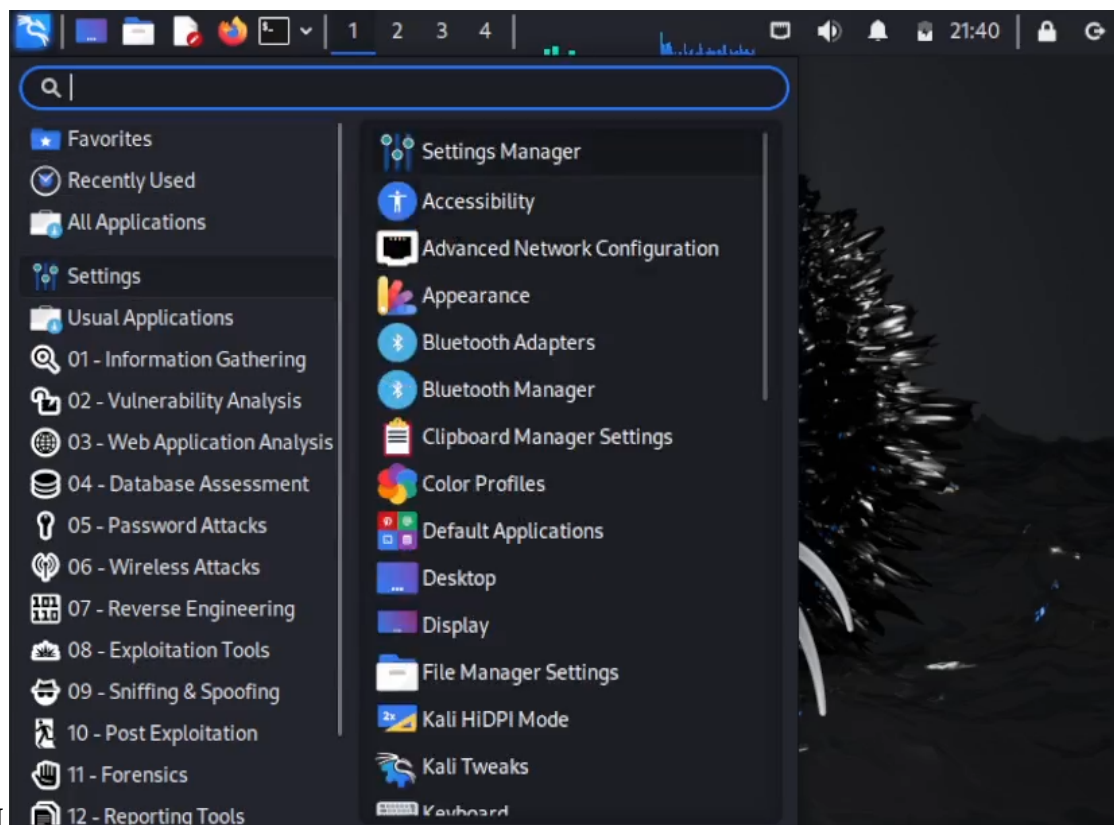 1 2 3 4 21:40
Favorites
Recently Used
All Applications
Settings
Usual Applications
01 - Information Gathering
02 - Vulnerability Analysis
03 - Web Application Analysis
04 - Database Assessment
05 - Password Attacks
06 - Wireless Attacks
07 - Reverse Engineering
08 - Exploitation Tools
09 - Sniffing & Spoofing
10 - Post Exploitation
11 - Forensics
12 - Reporting Tools
Settings Manager
Accessibility
Advanced Network Configuration
Appearance
Bluetooth Adapters
Bluetooth Manager
Clipboard Manager Settings
Color Profiles
Default Applications
Desktop
Display
File Manager Settings
2x
Kali HiDPI Mode
Kali Tweaks
Keyboard